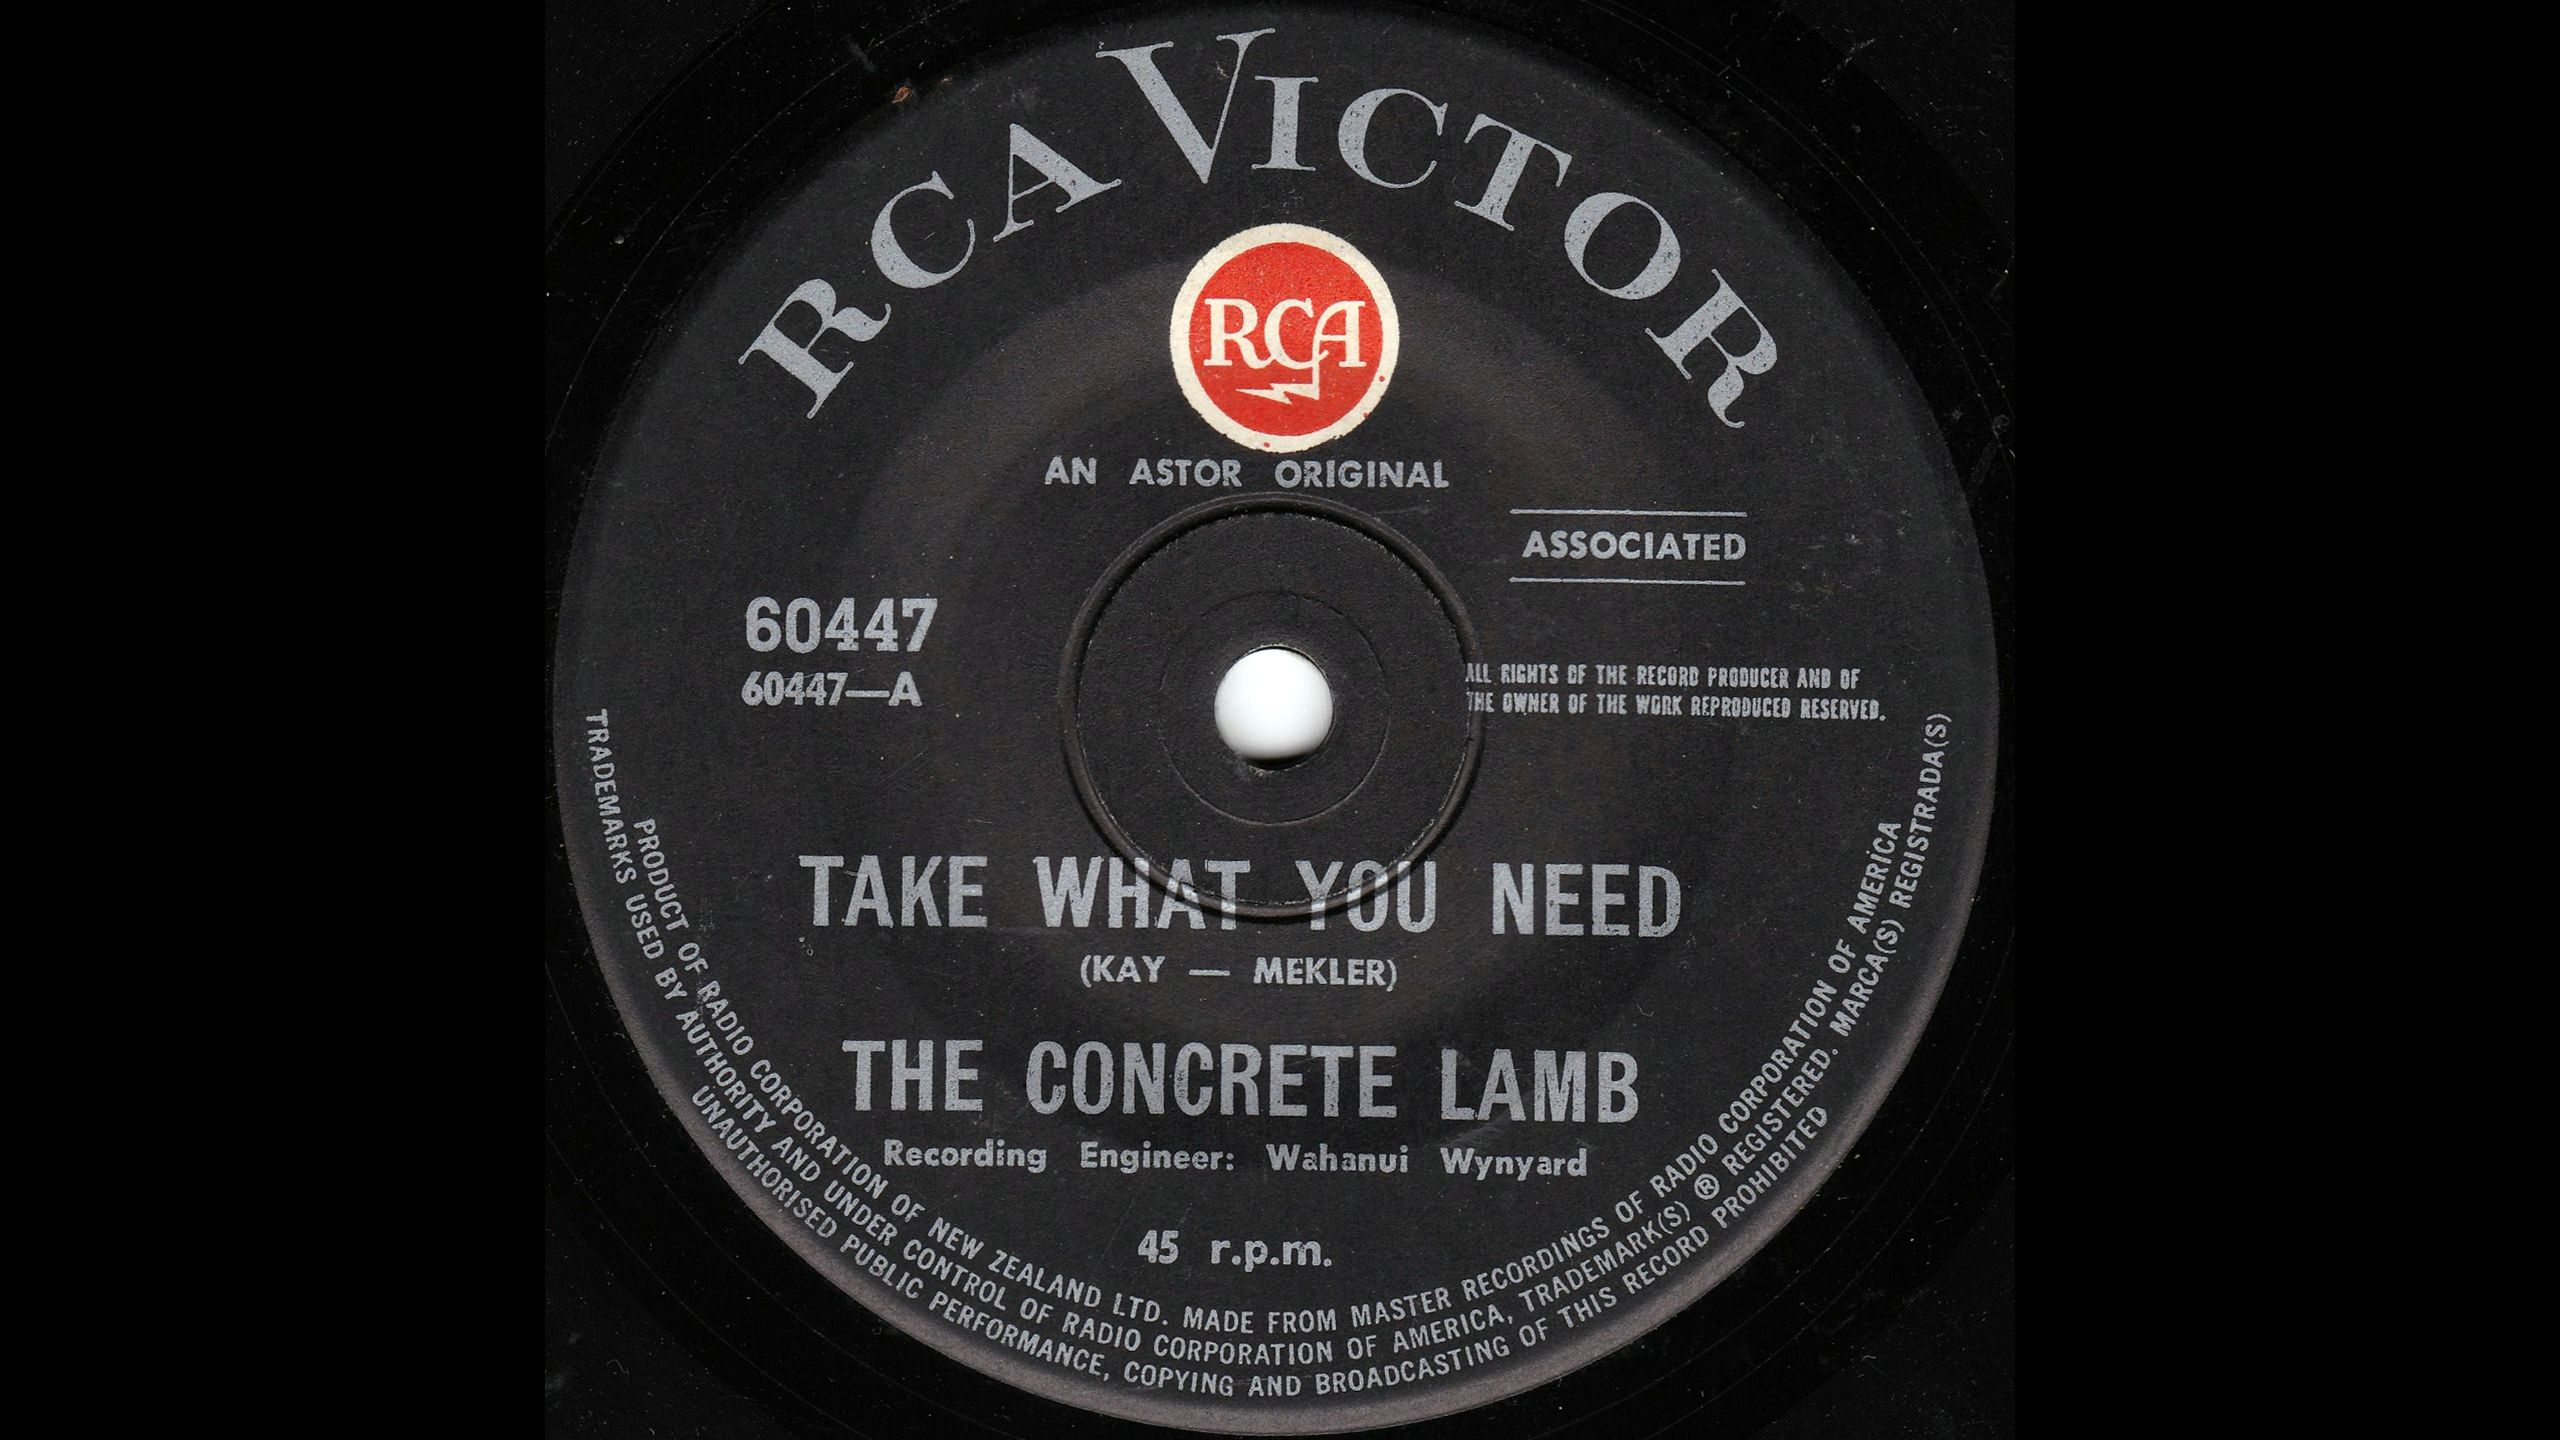 RCA VICTOR
RCA
AN ASTOR ORIGINAL
ASSOCIATED
60447
60447—A
ALL RIGHTS OF THE RECORD PRODUCER AND OF
THE OWNER OF THE WORK REPRODUCED RESERVED.
TAKE WHAT YOU NEED
(KAY — MEKLER)
THE CONCRETE LAMB
Recording Engineer: Wahanui Wynyard
45 r.p.m.
PRODUCT OF RADIO CORPORATION OF NEW ZEALAND LTD. MADE FROM MASTER RECORDINGS OF RADIO CORPORATION OF AMERICA
TRADEMARKS USED BY AUTHORITY AND UNDER CONTROL OF RADIO CORPORATION OF AMERICA, TRADEMARK(S) ® REGISTERED. MARCA(S) REGISTRADA(S)
UNAUTHORISED PUBLIC PERFORMANCE, COPYING AND BROADCASTING OF THIS RECORD PROHIBITED